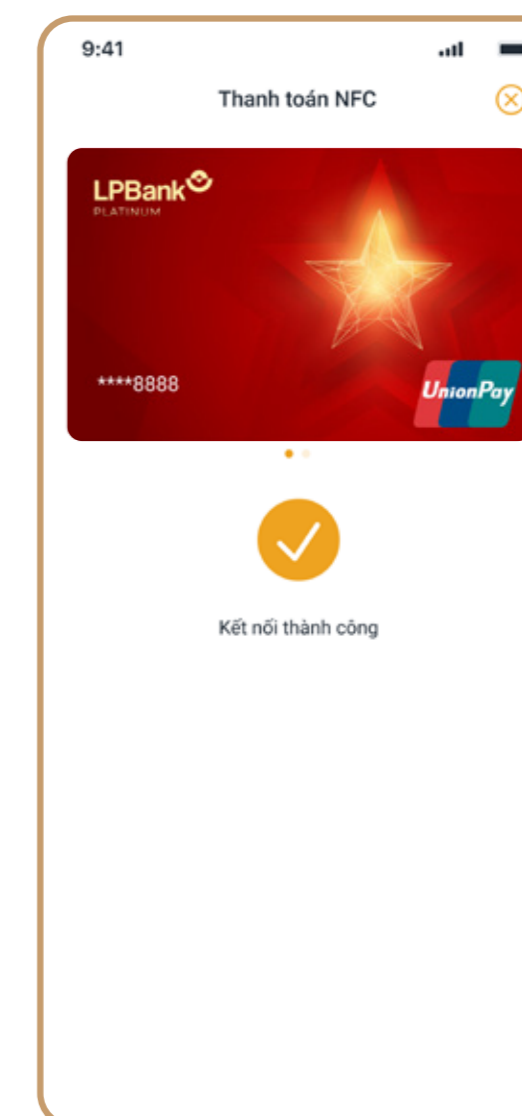 9:41
Thanh toán NFC
LPBank
PLATINUM
****8888
UnionPay
Kết nối thành công